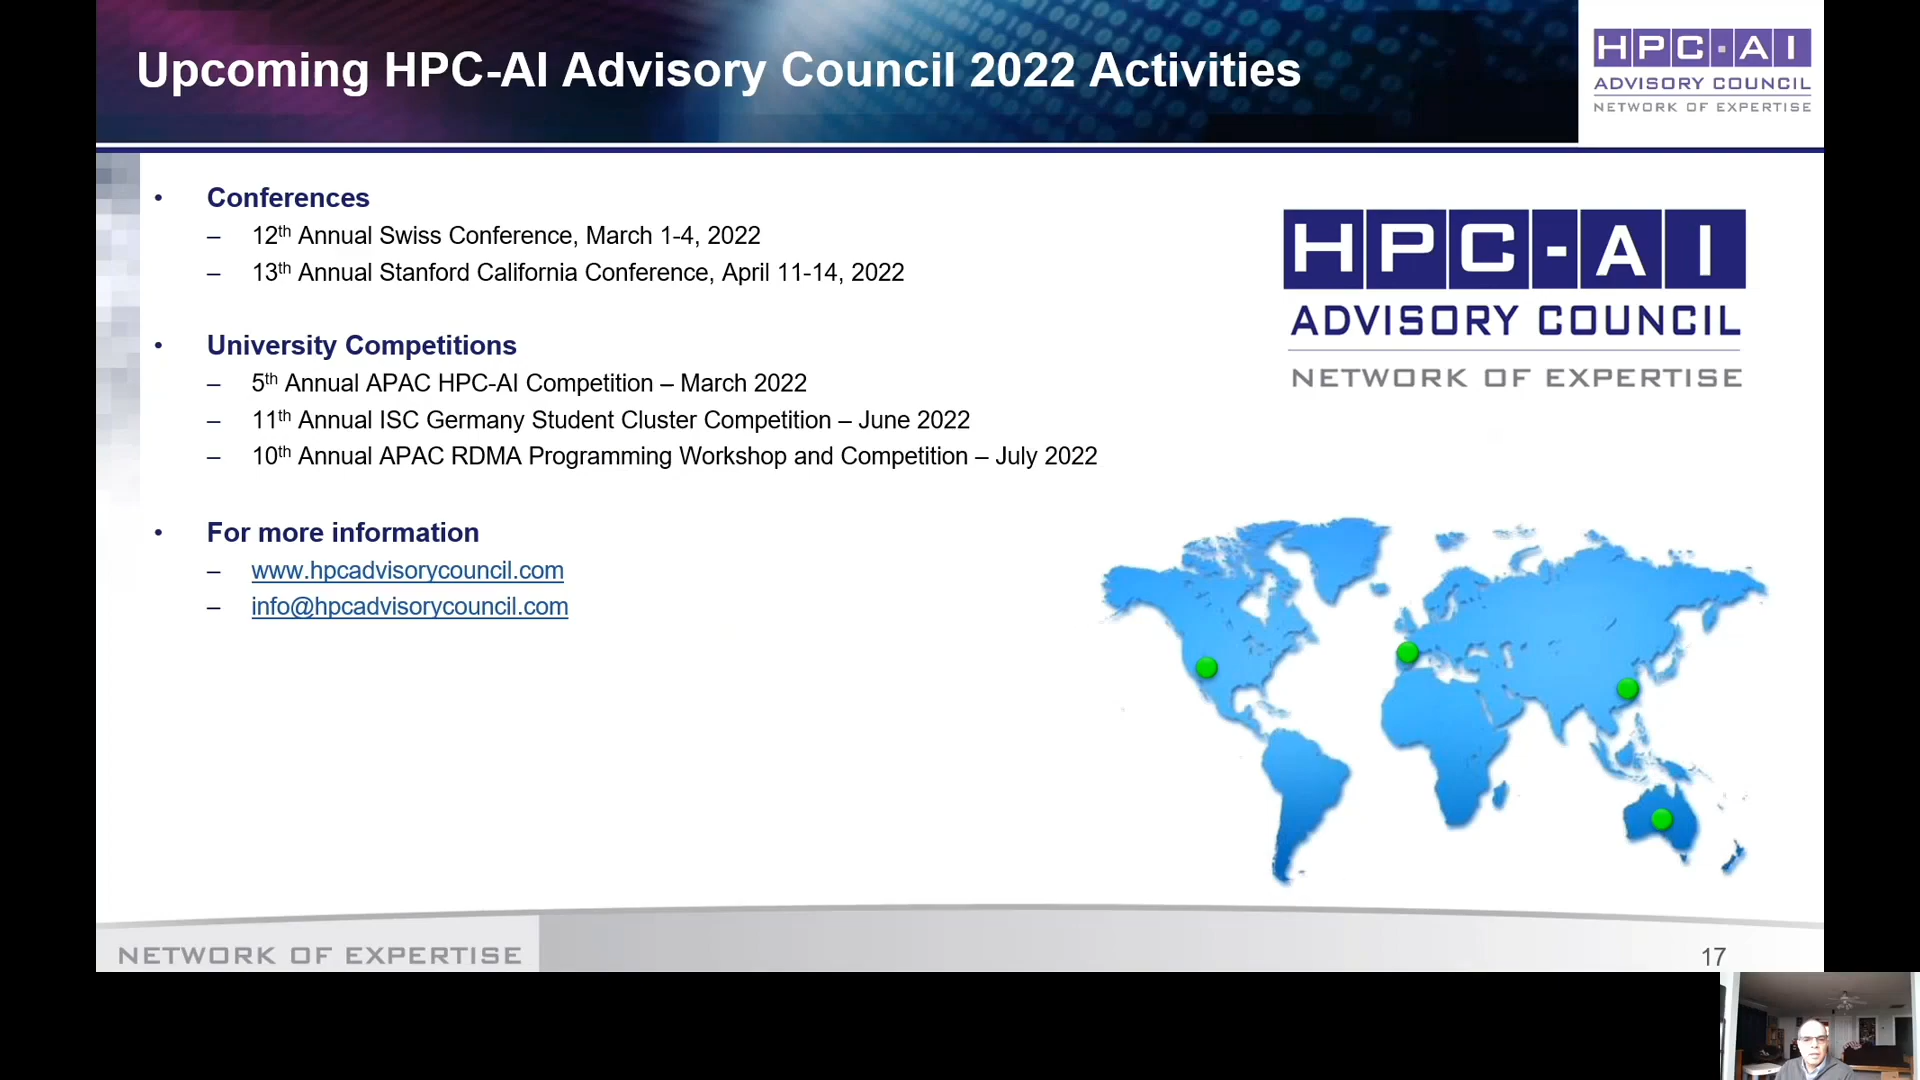 Upcoming HPC-AI Advisory Council 2022 Activities
HPC·AI
ADVISORY COUNCIL
NETWORK OF EXPERTISE
• Conferences
– 12th Annual Swiss Conference, March 1-4, 2022
– 13th Annual Stanford California Conference, April 11-14, 2022
• University Competitions
– 5th Annual APAC HPC-AI Competition – March 2022
– 11th Annual ISC Germany Student Cluster Competition – June 2022
– 10th Annual APAC RDMA Programming Workshop and Competition – July 2022
• For more information
– www.hpcadvisorycouncil.com
– info@hpcadvisorycouncil.com
HPC-AI
ADVISORY COUNCIL
NETWORK OF EXPERTISE
NETWORK OF EXPERTISE
17